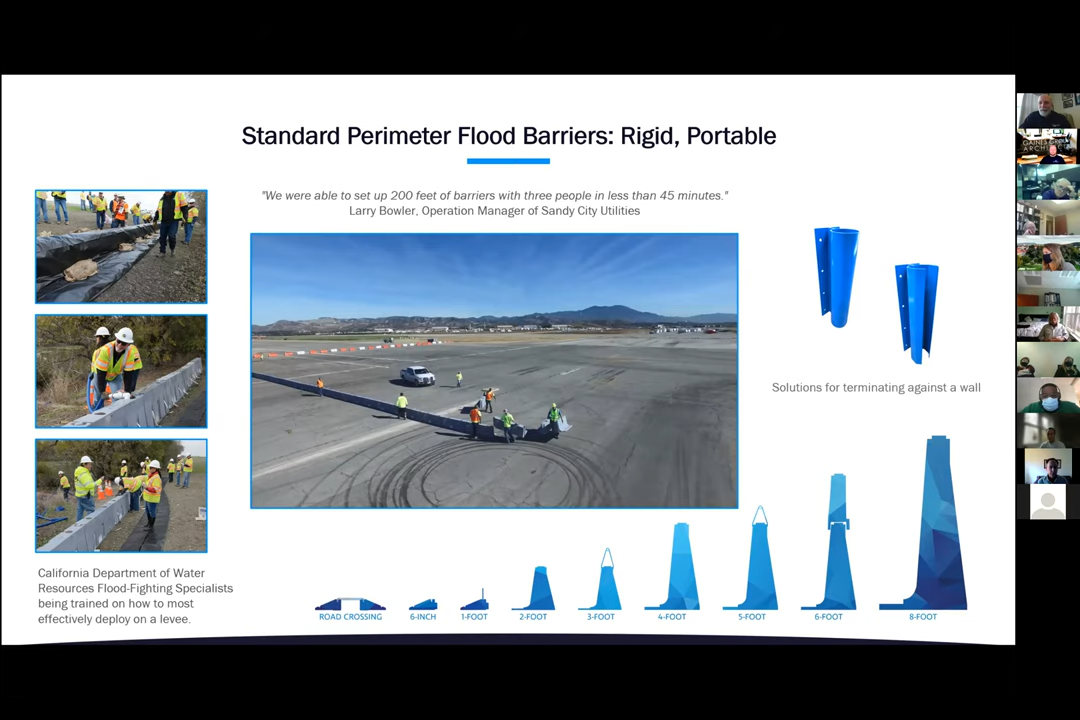 Standard Perimeter Flood Barriers: Rigid, Portable
"We were able to set up 200 feet of barriers with three people in less than 45 minutes."
Larry Bowler, Operation Manager of Sandy City Utilities
Solutions for terminating against a wall
California Department of Water
Resources Flood-Fighting Specialists
being trained on how to most
effectively deploy on a levee.
ROAD CROSSING
6-INCH
1-FOOT
2-FOOT
3-FOOT
4-FOOT
5-FOOT
6-FOOT
8-FOOT